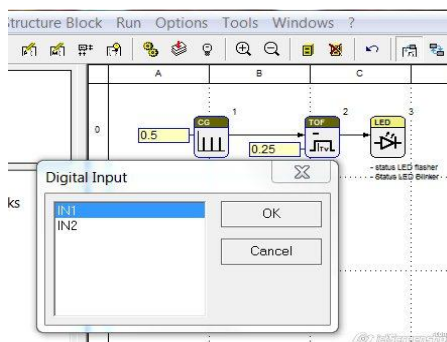 Structure Block Run Options Tools Windows ?
A B C
1 2 3
CG TOF LED
0 0.5 0.25
- status LED flasher
- Status LED Blinker
Digital Input
ks
IN1 OK
IN2
Cancel